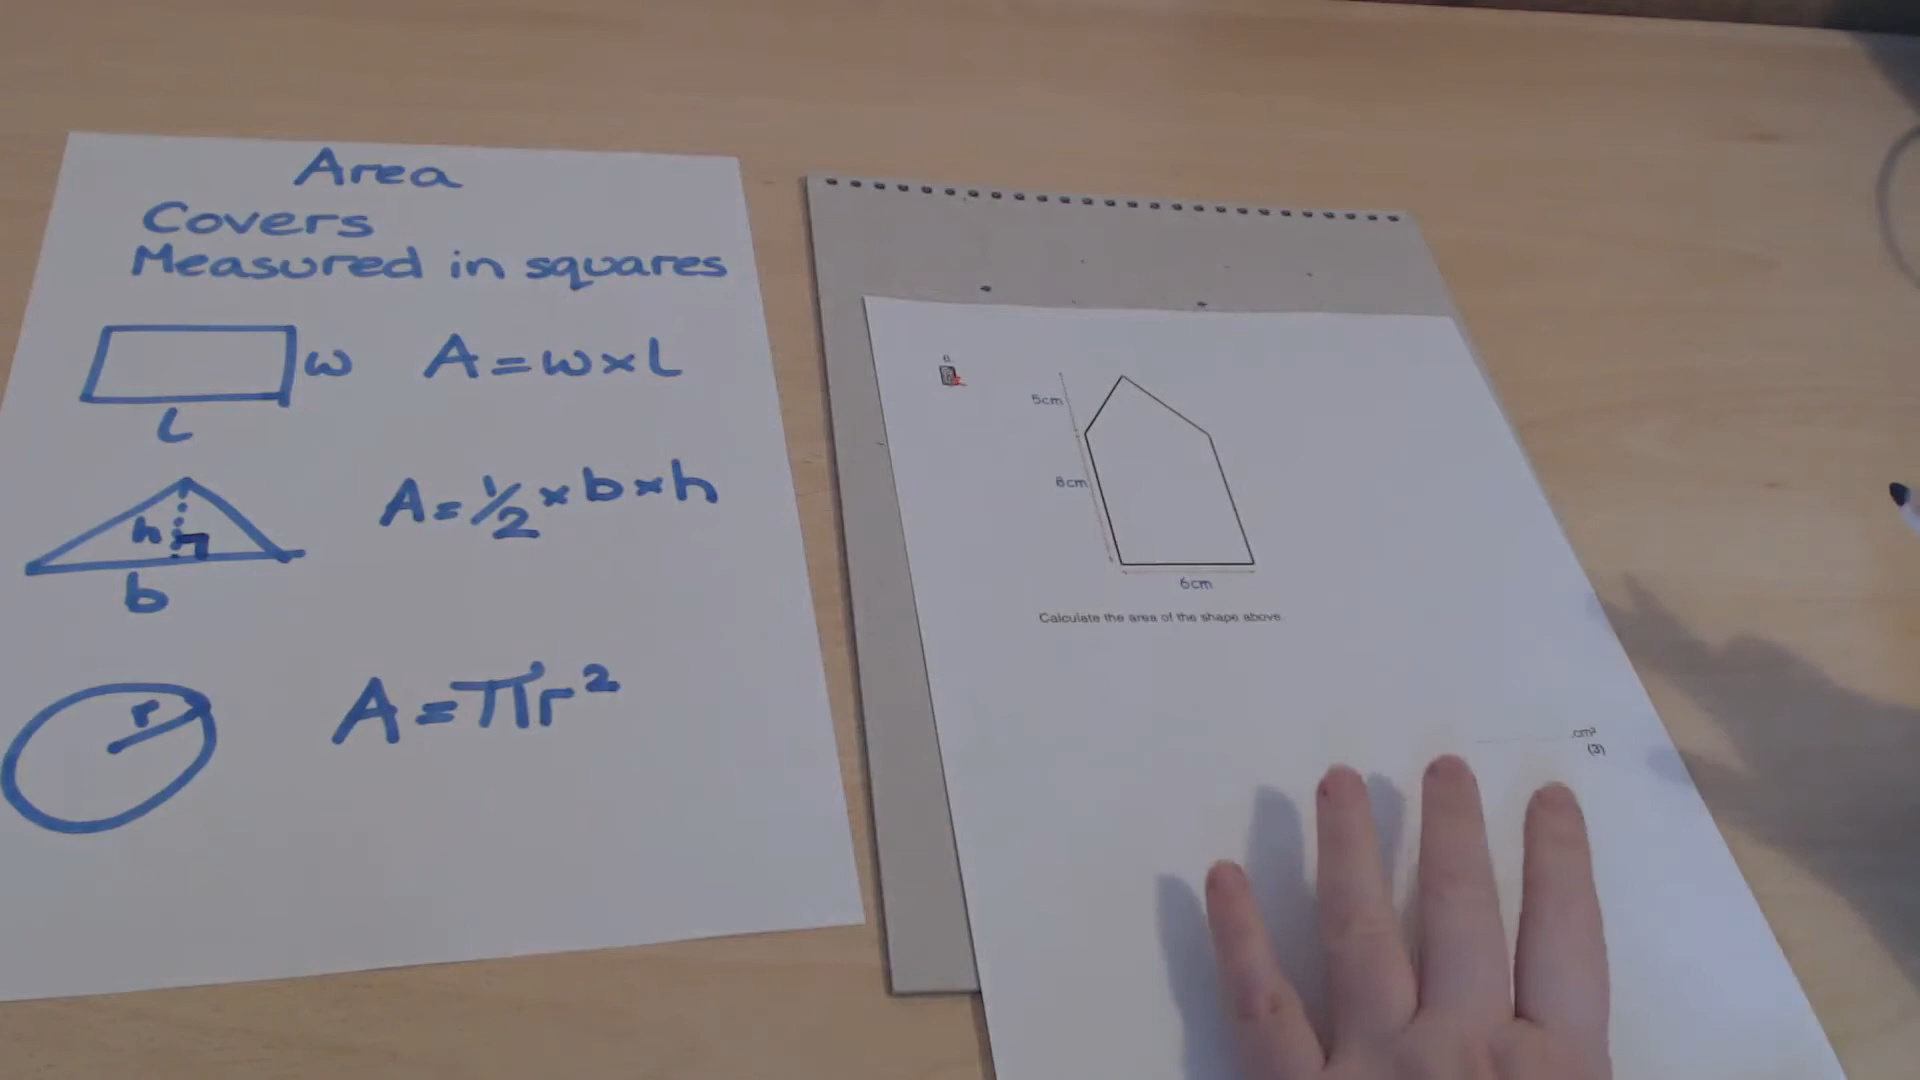 Area
Covers
Measured in squares
w
A=w×L
L
h
A=½×b×h
b
r
A=πr²
5cm
8cm
6cm
Calculate the area of the shape above.
cm²
(3)